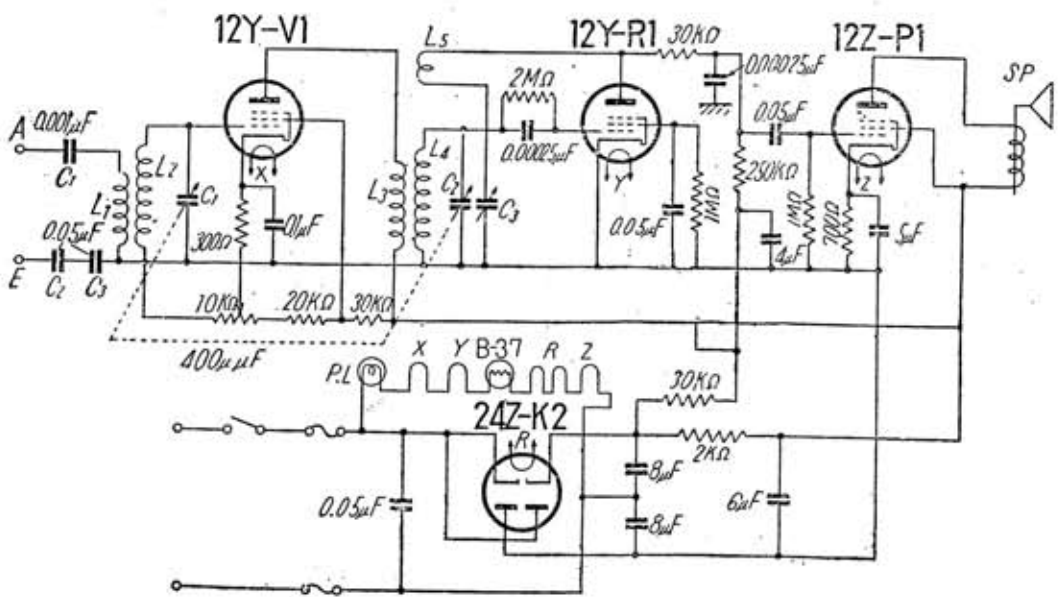 12Y-V1
12Y-R1
12Z-P1
L5
30KΩ
SP
2MΩ
0.00025μF
A
0.001μF
C1
L2
C1
L1
X
300Ω
0.1μF
L3
L4
C2
C3
0.00025μF
Y
0.05μF
1MΩ
0.05μF
250KΩ
4μF
1MΩ
Z
700Ω
5μF
0.05μF
E
C2
C3
10KΩ
20KΩ
30KΩ
400μμF
P.L
X
Y
B-37
R
Z
24Z-K2
R
30KΩ
2KΩ
0.05μF
8μF
8μF
6μF